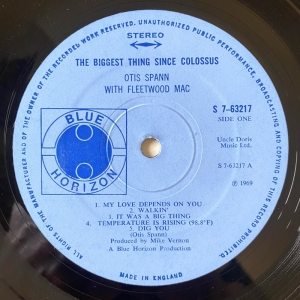 ALL RIGHTS OF THE MANUFACTURER AND OF THE OWNER OF THE RECORDED WORK RESERVED. UNAUTHORISED PUBLIC PERFORMANCE, BROADCASTING AND COPYING OF THIS RECORD PROHIBITED.
STEREO
THE BIGGEST THING SINCE COLOSSUS
OTIS SPANN
WITH FLEETWOOD MAC
S 7-63217
SIDE ONE
BLUE
HORIZON
Uncle Doris
Music Ltd.
S 7-63217 A
℗ 1969
1. MY LOVE DEPENDS ON YOU
2. WALKIN'
3. IT WAS A BIG THING
4. TEMPERATURE IS RISING (98.8°F)
5. DIG YOU
(Otis Spann)
Produced by Mike Vernon
A Blue Horizon Production
MADE IN ENGLAND